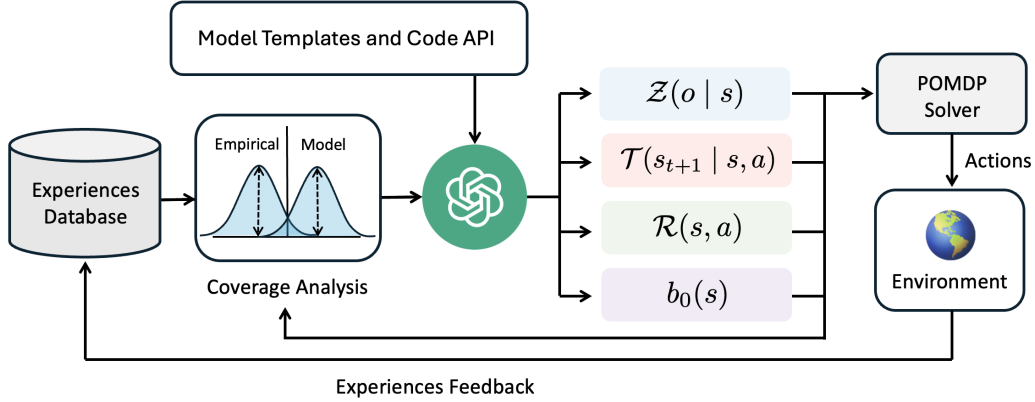 Model Templates and Code API
Experiences
Database
Empirical
Model
Coverage Analysis
𝒵(o | s)
𝒯(s_{t+1} | s, a)
ℛ(s, a)
b_0(s)
POMDP
Solver
Actions
Environment
Experiences Feedback